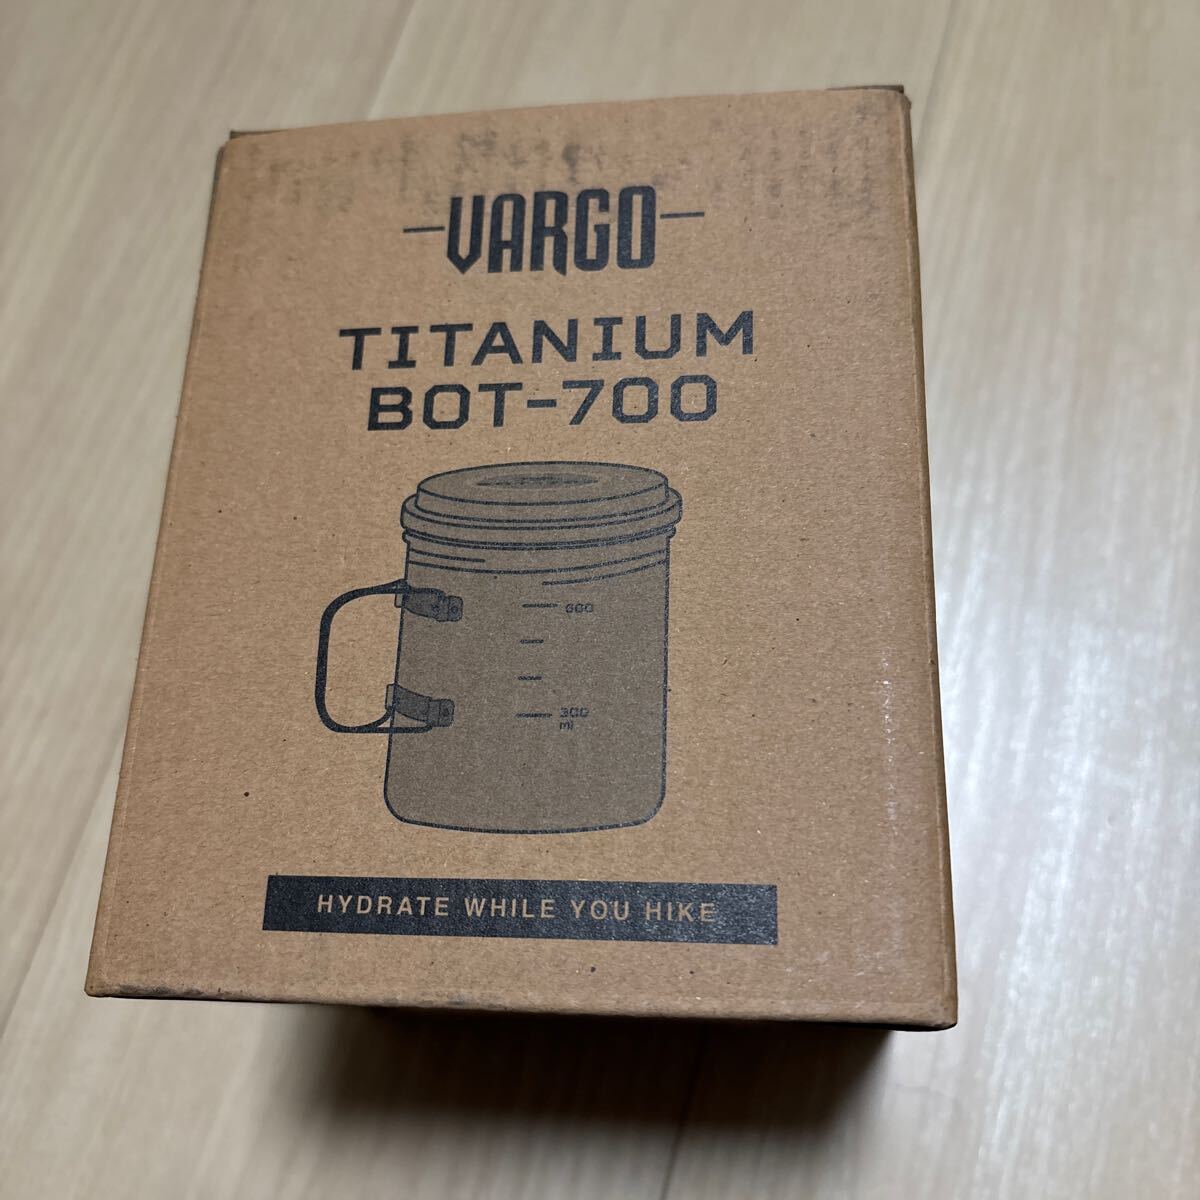 VARGO
TITANIUM
BOT-700
600
300
ml
HYDRATE WHILE YOU HIKE